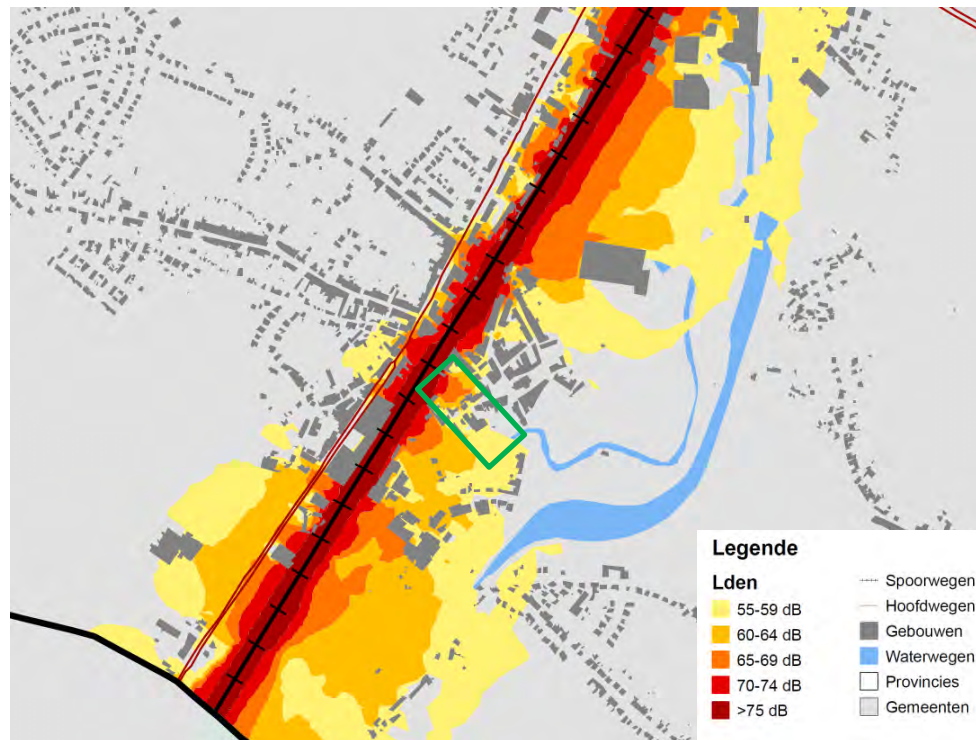 Legende
Lden
55-59 dB
60-64 dB
65-69 dB
70-74 dB
>75 dB
Spoorwegen
Hoofdwegen
Gebouwen
Waterwegen
Provincies
Gemeenten